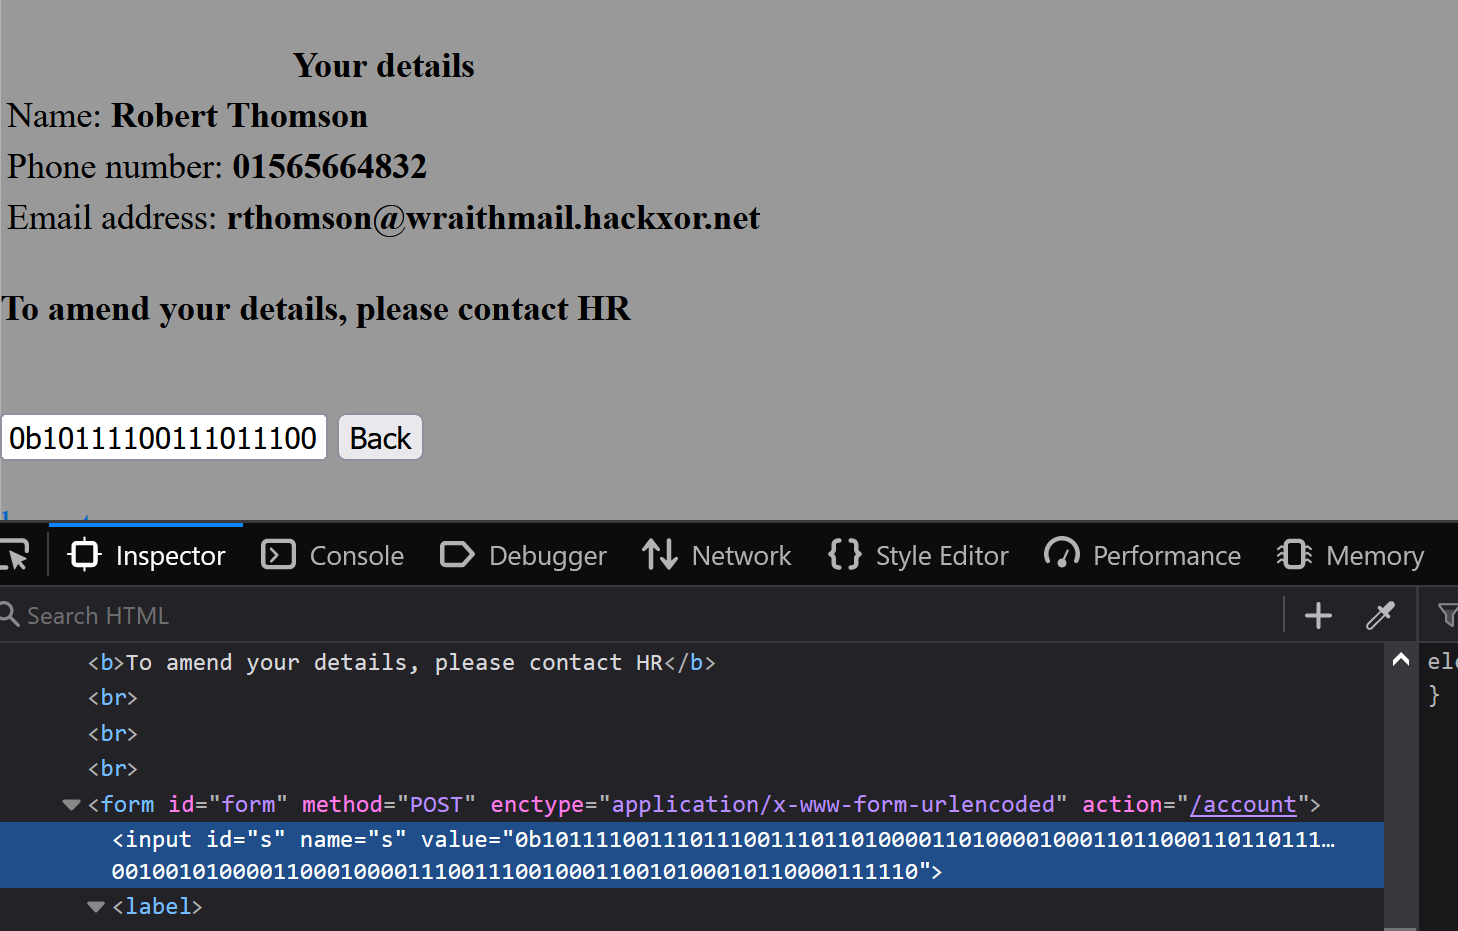 Your details
Name: Robert Thomson
Phone number: 01565664832
Email address: rthomson@wraithmail.hackxor.net
To amend your details, please contact HR
0b10111100111011100 Back
Inspector Console Debugger Network Style Editor Performance Memory
Search HTML
<b>To amend your details, please contact HR</b>
<br>
<br>
<br>
<form id="form" method="POST" enctype="application/x-www-form-urlencoded" action="/account">
<input id="s" name="s" value="0b1011110011101110011101101000011010000100011011000110110111…
001001010000110001000011100111001000110010100010110000111110">
<label>
ele
}